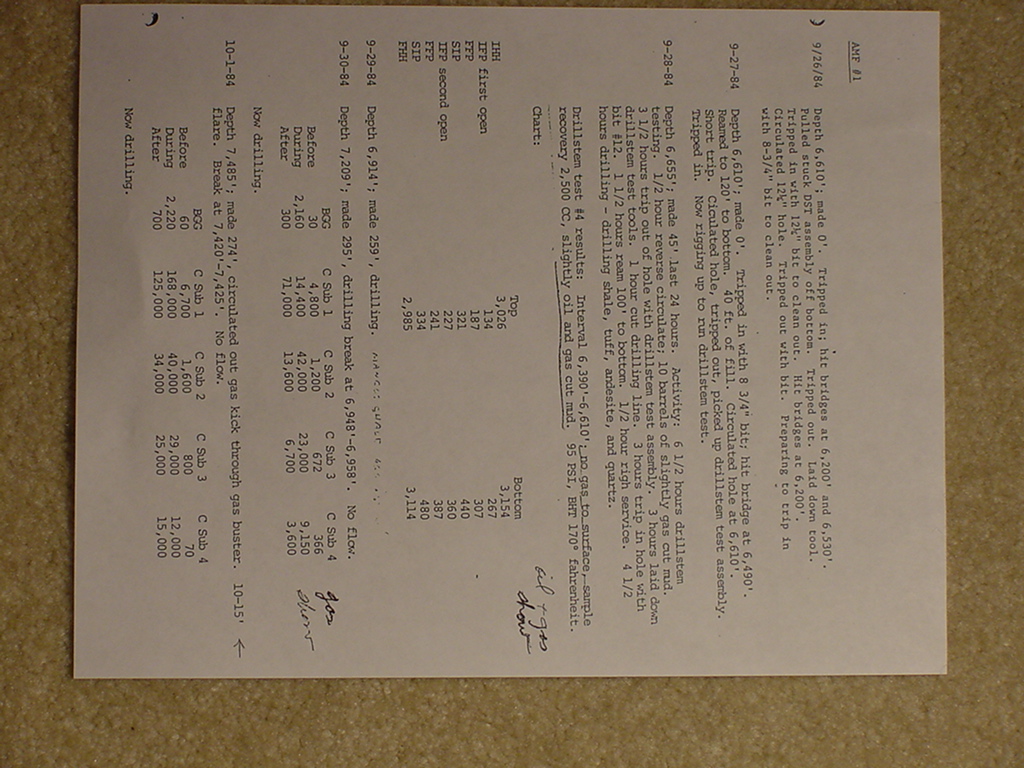 AMF #1
9/26/84 Depth 6,610'; made 0'. Tripped in; hit bridges at 6,200' and 6,530'.
Pulled stuck DST assembly off bottom. Tripped out. Laid down tool.
Tripped in with 12¼" bit to clean out. Hit bridges at 6,200'.
Circulated 12¼" hole. Tripped out with bit. Preparing to trip in
with 8-3/4" bit to clean out.
9-27-84 Depth 6,610'; made 0'. Tripped in with 8 3/4" bit; hit bridge at 6,490'.
Reamed to 120' to bottom. 40 ft. of fill. Circulated hole at 6,610'.
Short trip. Ciculated hole, tripped out, picked up drillstem test assembly.
Tripped in. Now rigging up to run drillstem test.
9-28-84 Depth 6,655'; made 45' last 24 hours. Activity: 6 1/2 hours drillstem
testing. 1/2 hour reverse circulate; 10 barrels of slightly gas cut mud.
3 1/2 hours trip out of hole with drillstem test assembly. 3 hours laid down
drillstem test tools. 1 hour cut drilling line. 3 hours trip in hole with
bit #12. 1 1/2 hours ream 100' to bottom. 1/2 hour righ service. 4 1/2
hours drilling - drilling shale, tuff, andesite, and quartz.
Drillstem test #4 results: Interval 6,390'-6,610'; no gas to surface, sample
recovery 2,500 CC, slightly oil and gas cut mud. 95 PSI, BHT 170° fahrenheit.
oil + gas show
Chart:
Top Bottom
IHH 3,026 3,154
IFP first open 134 267
FFP 187 307
SIP 321 440
IFP second open 227 360
FFP 241 387
SIP 334 480
FHH 2,985 3,114
9-29-84 Depth 6,914'; made 259', drilling.
9-30-84 Depth 7,209'; made 295', drilling break at 6,948'-6,958'. No flow.
BGG C Sub 1 C Sub 2 C Sub 3 C Sub 4
Before 30 4,800 1,200 672 366
During 2,160 14,400 42,000 23,000 9,150
After 30 71,000 13,600 6,700 3,600
gas show
Now drilling.
10-1-84 Depth 7,485'; made 274', circulated out gas kick through gas buster. 10-15' ←
flare. Break at 7,420'-7,425'. No flow.
BGG C Sub 1 C Sub 2 C Sub 3 C Sub 4
Before 60 6,700 1,600 800 70
During 2,220 168,000 40,000 29,000 12,000
After 700 125,000 34,000 25,000 15,000
Now drilling.